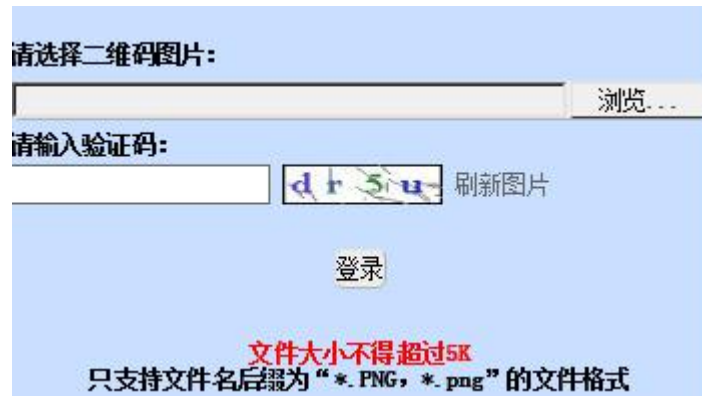 请选择二维码图片：
浏览...
请输入验证码：
dr5u 刷新图片
登录
文件大小不得超过5K
只支持文件名后缀为“*.PNG，*.png”的文件格式